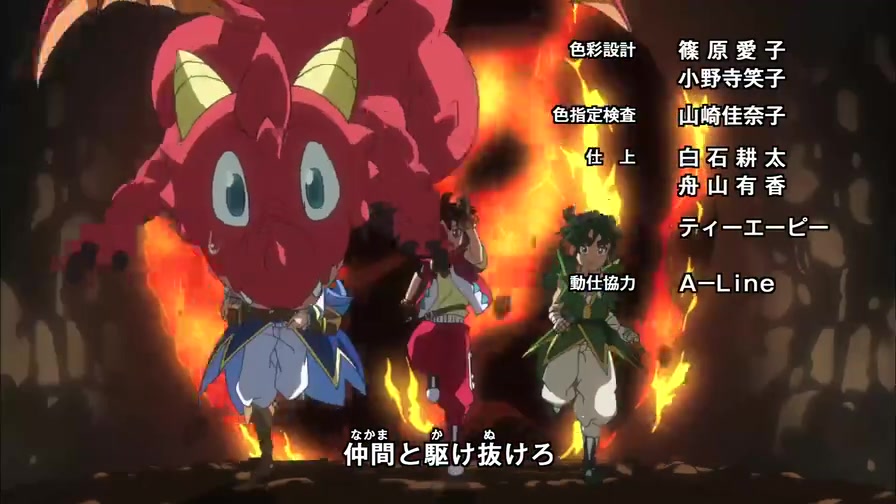 色彩設計 篠原愛子
小野寺笑子
色指定検査 山崎佳奈子
仕上 白石耕太
舟山有香
ティーエーピー
動仕協力 A-Line
なかま か ぬ
仲間と駆け抜けろ